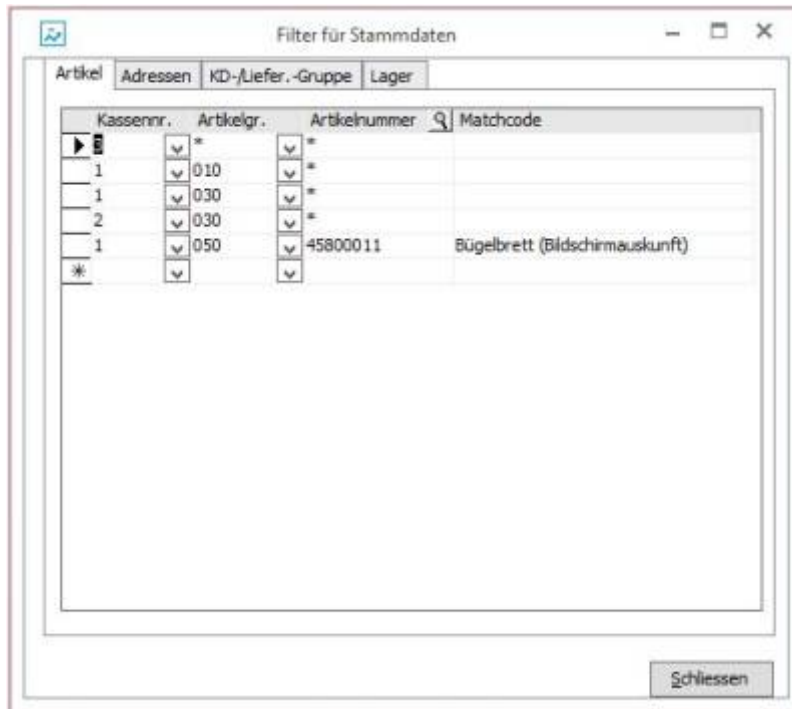 Filter für Stammdaten
Artikel Adressen KD-/Liefer.-Gruppe Lager
Kassennr. Artikelgr. Artikelnummer Matchcode
3 * *
1 010 *
1 030 *
2 030 *
1 050 45800011 Bügelbrett (Bildschirmauskunft)
*
Schliessen